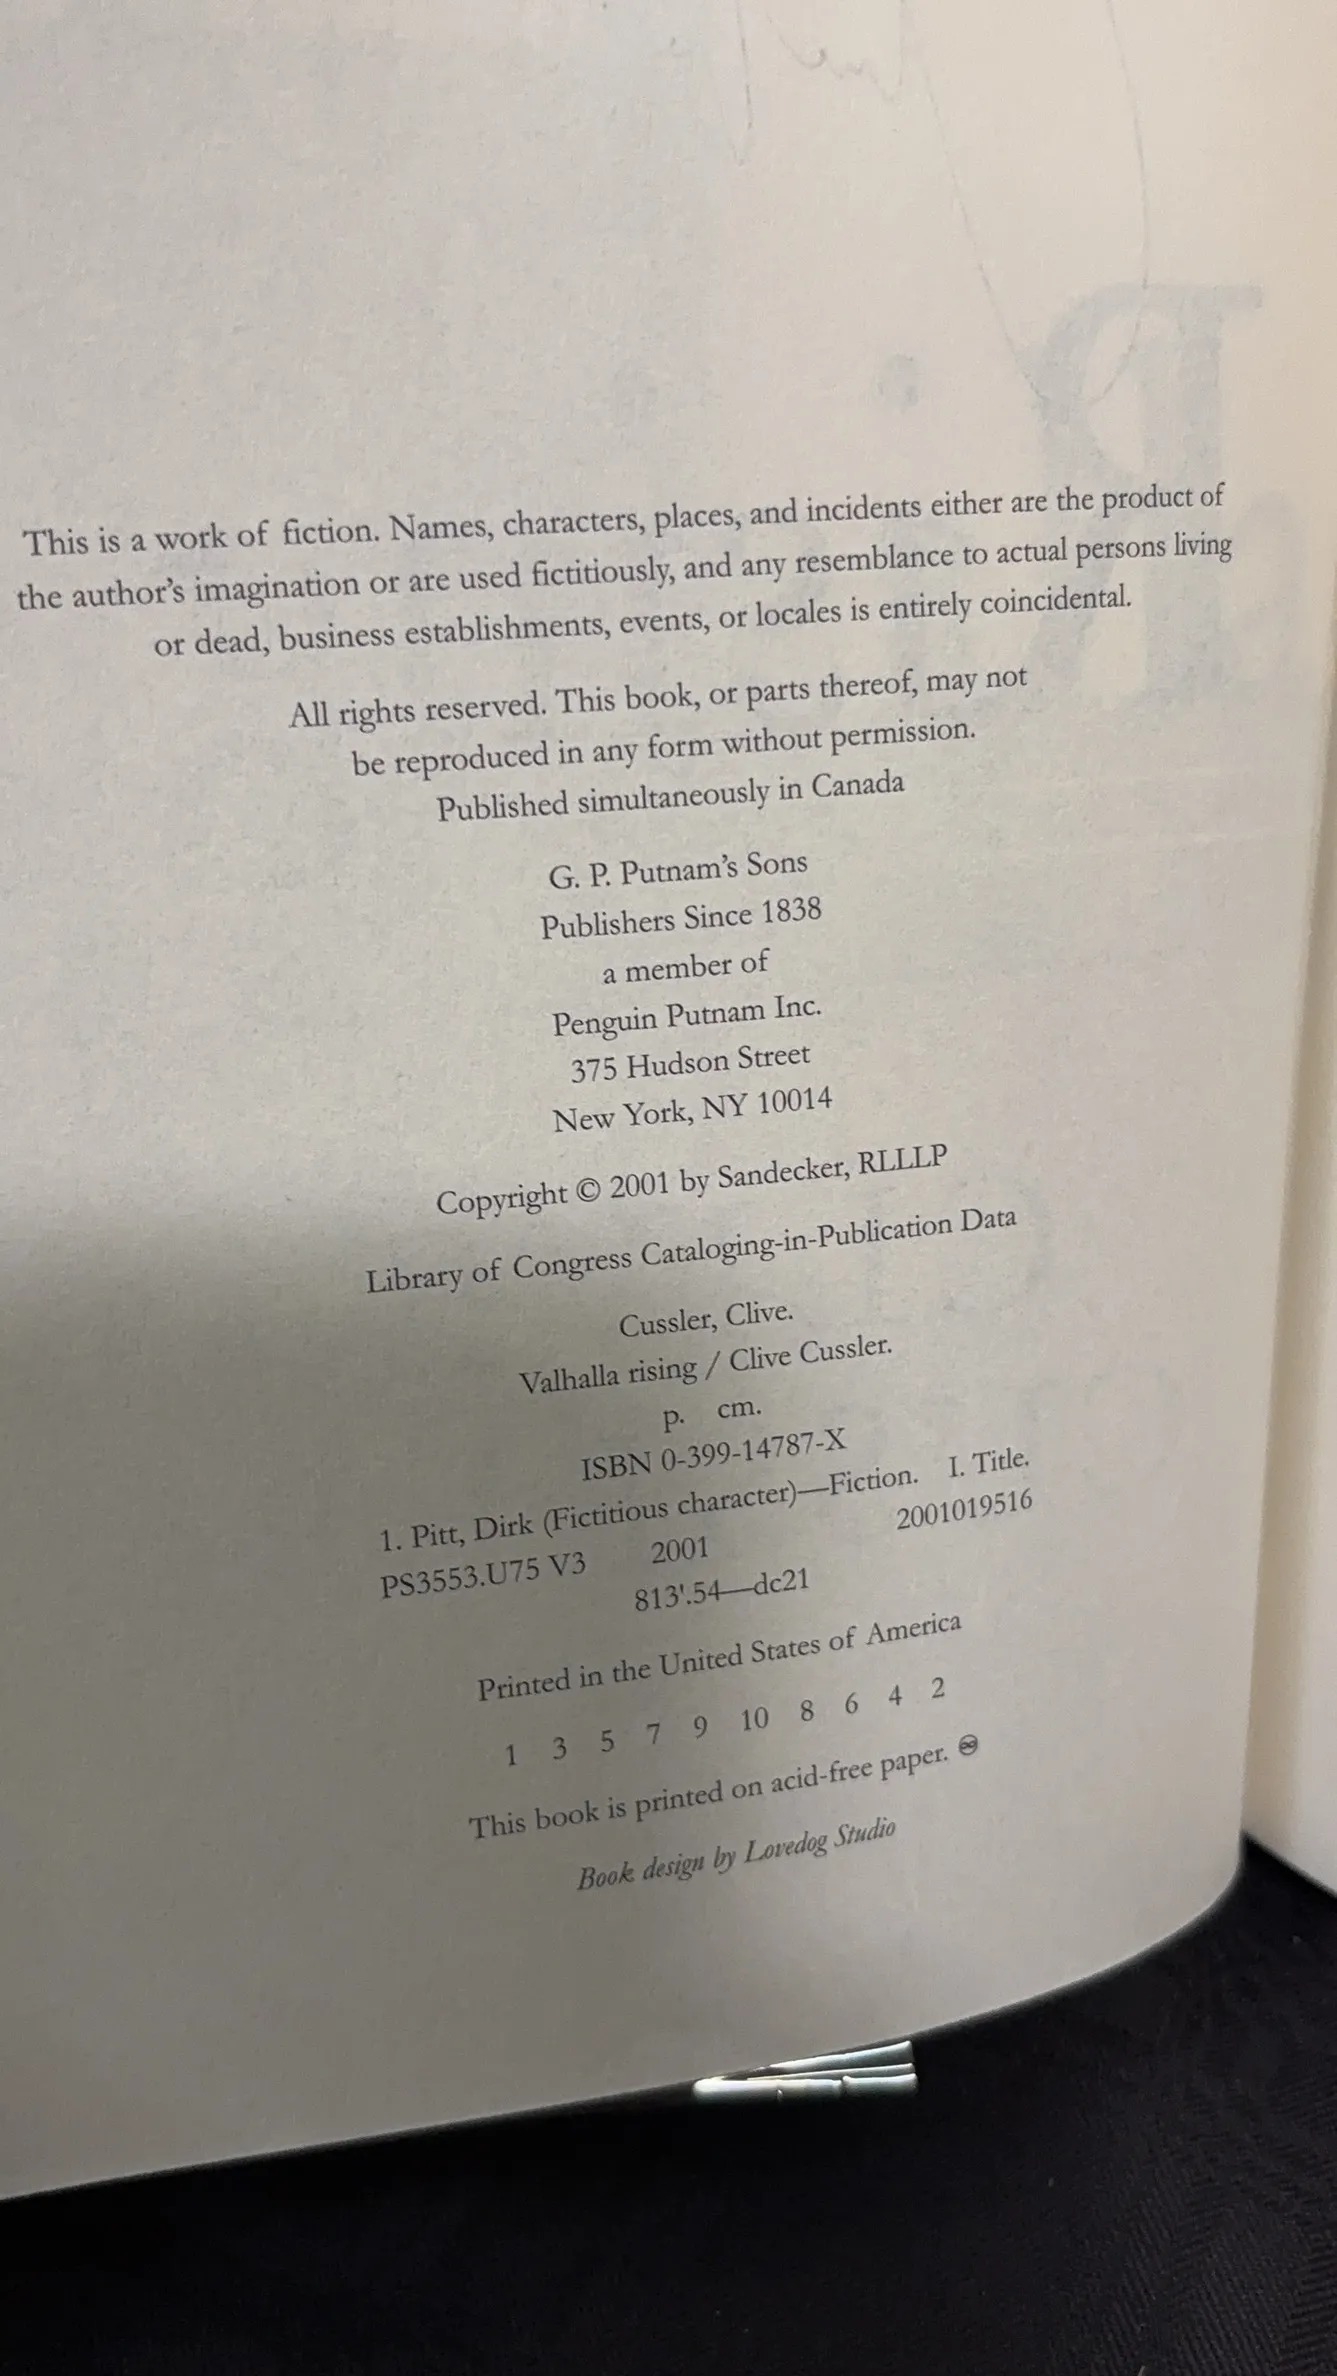 This is a work of fiction. Names, characters, places, and incidents either are the product of
the author's imagination or are used fictitiously, and any resemblance to actual persons living
or dead, business establishments, events, or locales is entirely coincidental.
All rights reserved. This book, or parts thereof, may not
be reproduced in any form without permission.
Published simultaneously in Canada
G. P. Putnam's Sons
Publishers Since 1838
a member of
Penguin Putnam Inc.
375 Hudson Street
New York, NY 10014
Copyright © 2001 by Sandecker, RLLLP
Library of Congress Cataloging-in-Publication Data
Cussler, Clive.
Valhalla rising / Clive Cussler.
p. cm.
ISBN 0-399-14787-X
1. Pitt, Dirk (Fictitious character)—Fiction. I. Title.
PS3553.U75 V3 2001 2001019516
813'.54—dc21
Printed in the United States of America
1 3 5 7 9 10 8 6 4 2
This book is printed on acid-free paper. ♾
Book design by Lovedog Studio